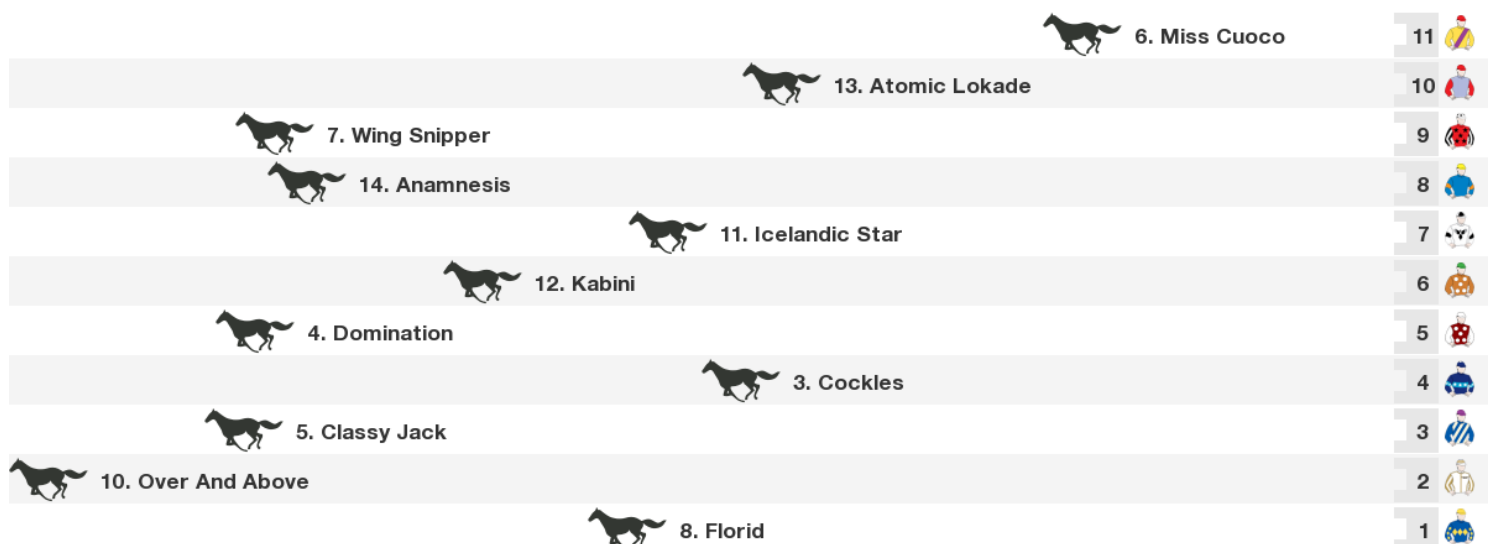 6. Miss Cuoco 11
13. Atomic Lokade 10
7. Wing Snipper 9
14. Anamnesis 8
11. Icelandic Star 7
12. Kabini 6
4. Domination 5
3. Cockles 4
5. Classy Jack 3
10. Over And Above 2
8. Florid 1